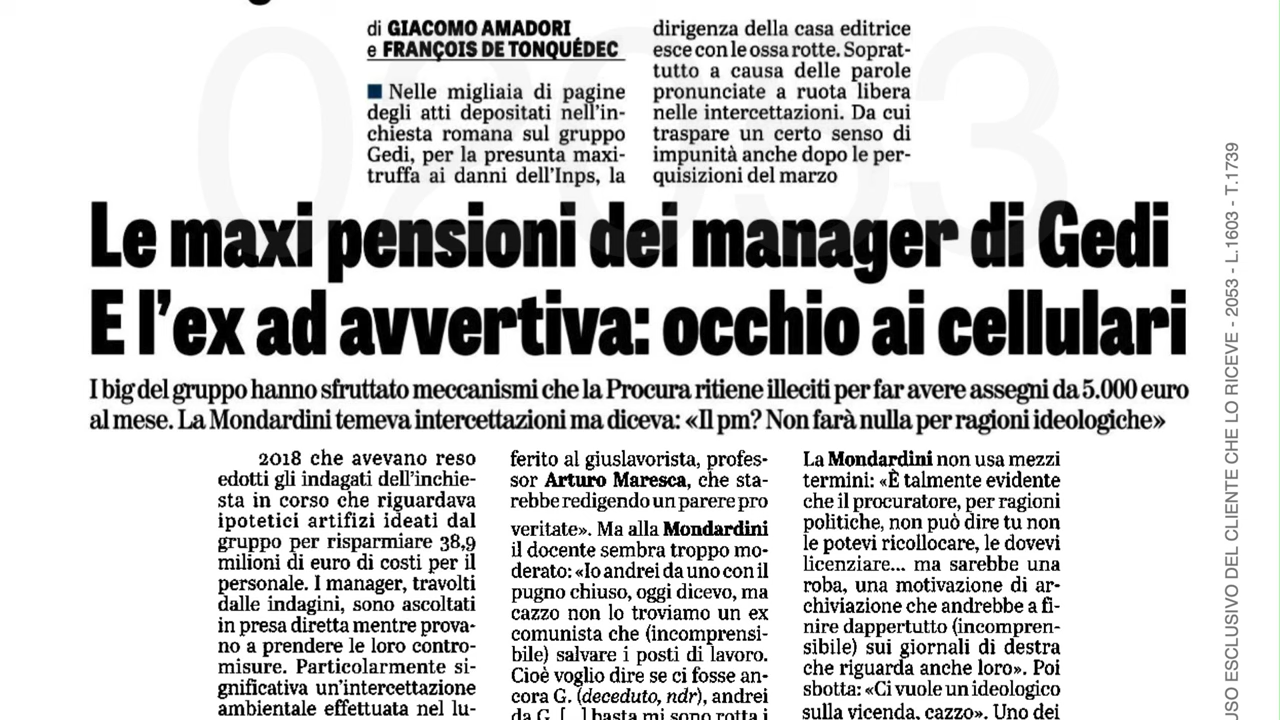 di GIACOMO AMADORI
e FRANÇOIS DE TONQUÉDEC
Nelle migliaia di pagine
degli atti depositati nell'in-
chiesta romana sul gruppo
Gedi, per la presunta maxi-
truffa ai danni dell'Inps, la
dirigenza della casa editrice
esce con le ossa rotte. Soprat-
tutto a causa delle parole
pronunciate a ruota libera
nelle intercettazioni. Da cui
traspare un certo senso di
impunità anche dopo le per-
quisizioni del marzo
Le maxi pensioni dei manager di Gedi
E l'ex ad avvertiva: occhio ai cellulari
I big del gruppo hanno sfruttato meccanismi che la Procura ritiene illeciti per far avere assegni da 5.000 euro
al mese. La Mondardini temeva intercettazioni ma diceva: «Il pm? Non farà nulla per ragioni ideologiche»
2018 che avevano reso
edotti gli indagati dell'inchie-
sta in corso che riguardava
ipotetici artifizi ideati dal
gruppo per risparmiare 38,9
milioni di euro di costi per il
personale. I manager, travolti
dalle indagini, sono ascoltati
in presa diretta mentre prova-
no a prendere le loro contro-
misure. Particolarmente si-
gnificativa un'intercettazione
ambientale effettuata nel lu-
ferito al giuslavorista, profes-
sor Arturo Maresca, che sta-
rebbe redigendo un parere pro
veritate». Ma alla Mondardini
il docente sembra troppo mo-
derato: «Io andrei da uno con il
pugno chiuso, oggi dicevo, ma
cazzo non lo troviamo un ex
comunista che (incomprensi-
bile) salvare i posti di lavoro.
Cioè voglio dire se ci fosse an-
cora G. (deceduto, ndr), andrei
da G. [...] basta mi sono rotta i
La Mondardini non usa mezzi
termini: «È talmente evidente
che il procuratore, per ragioni
politiche, non può dire tu non
le potevi ricollocare, le dovevi
licenziare... ma sarebbe una
roba, una motivazione di ar-
chiviazione che andrebbe a fi-
nire dappertutto (incompren-
sibile) sui giornali di destra
che riguarda anche loro». Poi
sbotta: «Ci vuole un ideologico
sulla vicenda, cazzo». Uno dei
USO ESCLUSIVO DEL CLIENTE CHE LO RICEVE - 2053 - L.1603 - T.1739